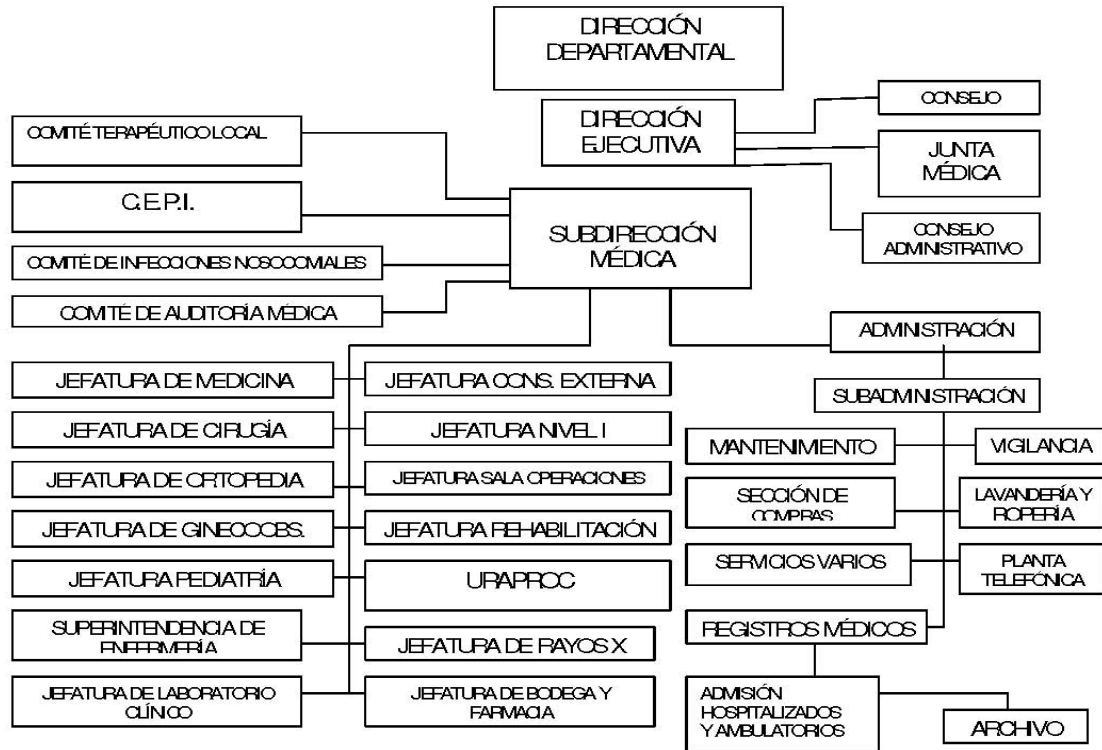 DIRECCIÓN
DEPARTAMENTAL
DIRECCIÓN
EJECUTIVA
CONSEJO
JUNTA
MÉDICA
CONSEJO
ADMINISTRATIVO
COMITÉ TERAPÉUTICO LOCAL
C.E.P.I.
COMITÉ DE INFECCIONES NOSOCOMIALES
COMITÉ DE AUDITORÍA MÉDICA
SUBDIRECCIÓN
MÉDICA
JEFATURA DE MEDICINA
JEFATURA CONS. EXTERNA
JEFATURA DE CIRUGÍA
JEFATURA NIVEL I
JEFATURA DE ORTOPEDIA
JEFATURA SALA OPERACIONES
JEFATURA DE GINECOOBS.
JEFATURA REHABILITACIÓN
JEFATURA PEDIATRÍA
URAPROC
SUPERINTENDENCIA DE
ENFERMERÍA
JEFATURA DE RAYOS X
JEFATURA DE LABORATORIO
CLÍNICO
JEFATURA DE BODEGA Y
FARMACIA
ADMINISTRACIÓN
SUBADMINISTRACIÓN
MANTENIMIENTO
VIGILANCIA
SECCIÓN DE
COMPRAS
LAVANDERÍA Y
ROPERÍA
SERVICIOS VARIOS
PLANTA
TELEFÓNICA
REGISTROS MÉDICOS
ADMISIÓN
HOSPITALIZADOS
Y AMBULATORIOS
ARCHIVO